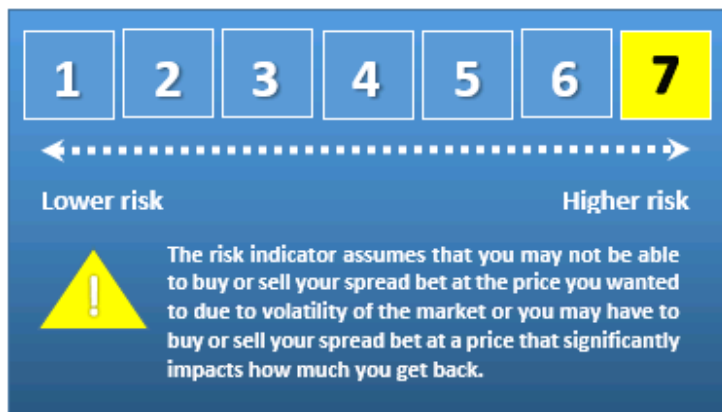 1 2 3 4 5 6 7
Lower risk Higher risk
!
The risk indicator assumes that you may not be able
to buy or sell your spread bet at the price you wanted
to due to volatility of the market or you may have to
buy or sell your spread bet at a price that significantly
impacts how much you get back.